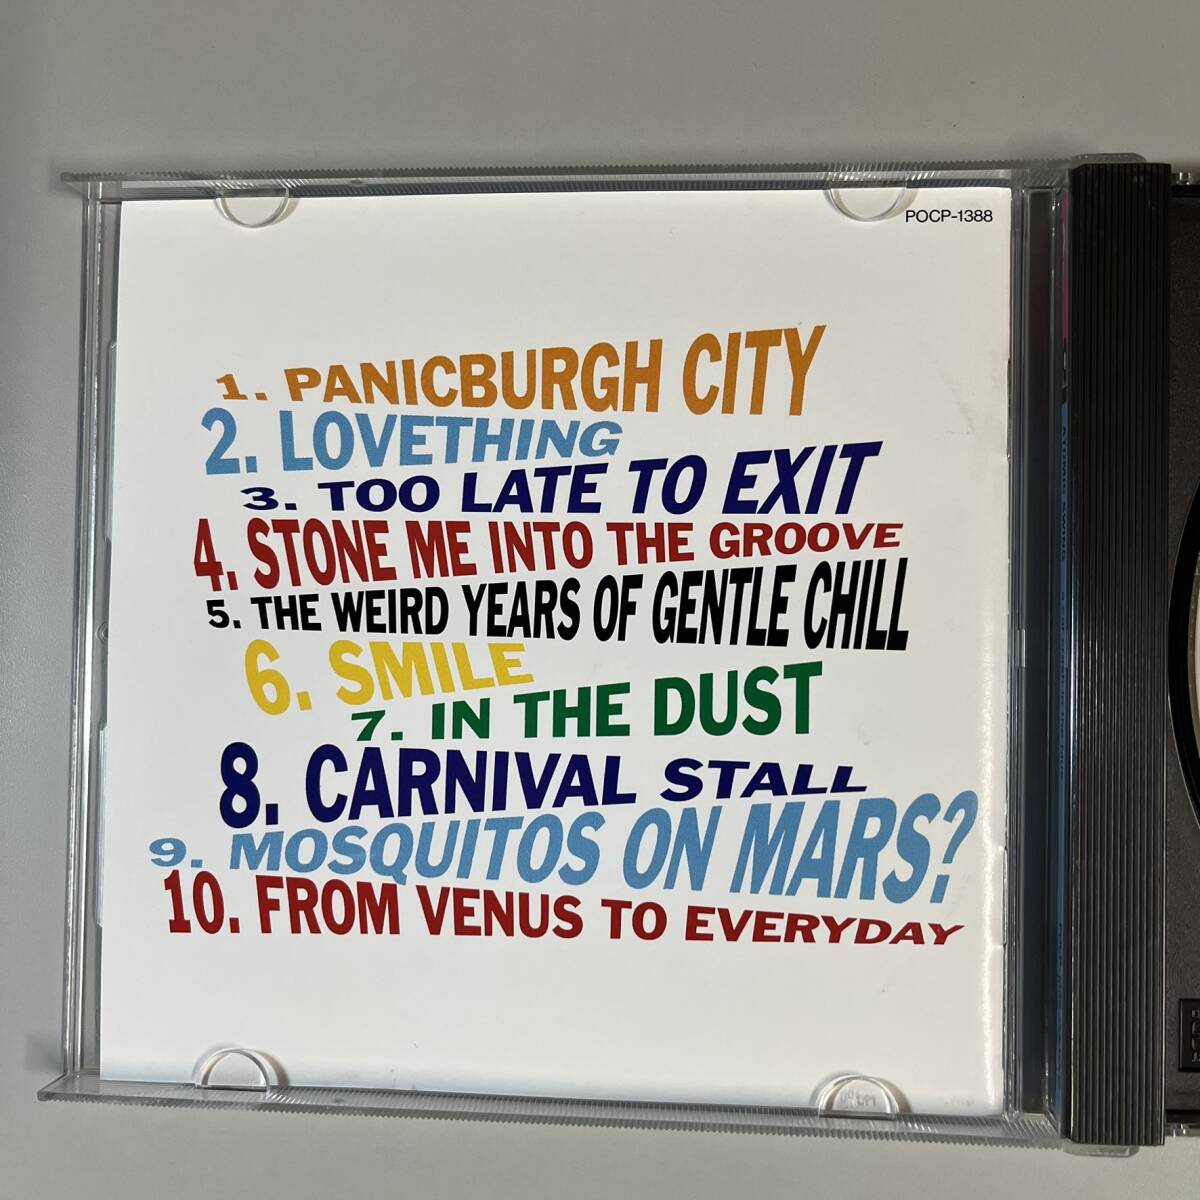 POCP-1388
1. PANICBURGH CITY
2. LOVETHING
3. TOO LATE TO EXIT
4. STONE ME INTO THE GROOVE
5. THE WEIRD YEARS OF GENTLE CHILL
6. SMILE
7. IN THE DUST
8. CARNIVAL STALL
9. MOSQUITOS ON MARS?
10. FROM VENUS TO EVERYDAY
ATOMIC SWING